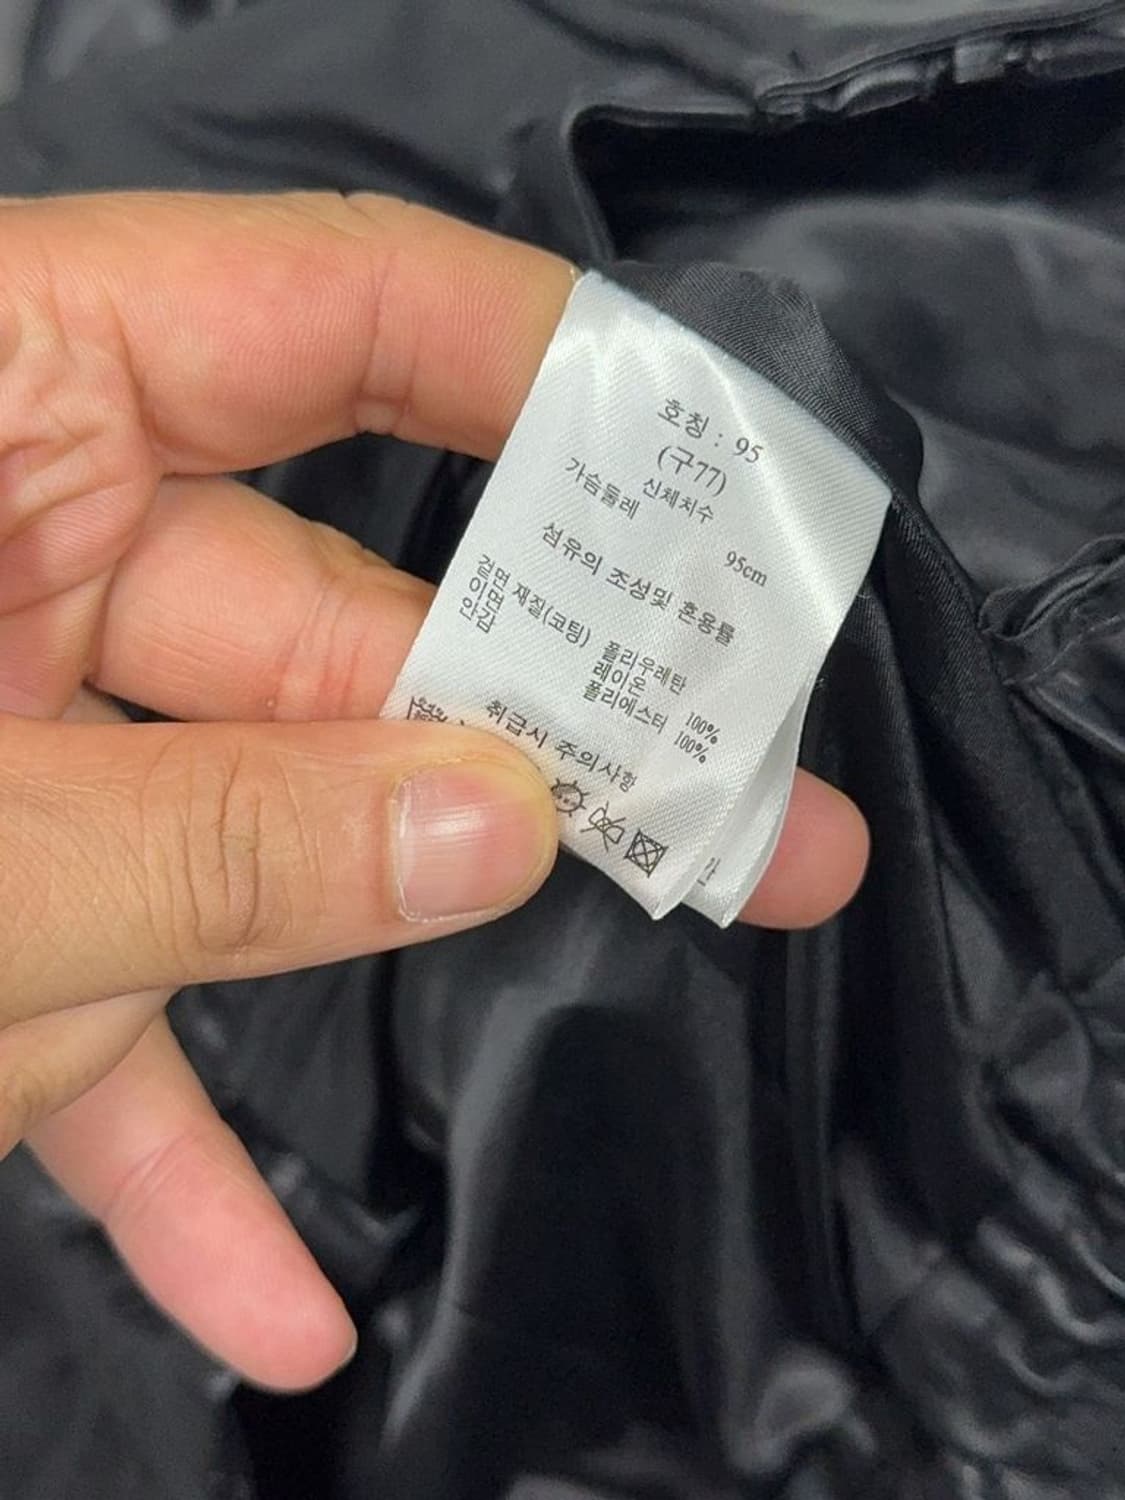 호칭 : 95
(구77)
신체치수
가슴둘레 95cm
섬유의 조성및 혼용률
겉면 재질(코팅) 폴리우레탄
이면 레이온 100%
안감 폴리에스터 100%
취급시 주의사항